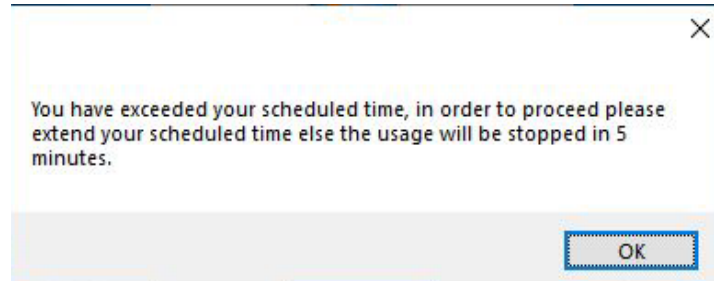 You have exceeded your scheduled time, in order to proceed please
extend your scheduled time else the usage will be stopped in 5
minutes.
OK